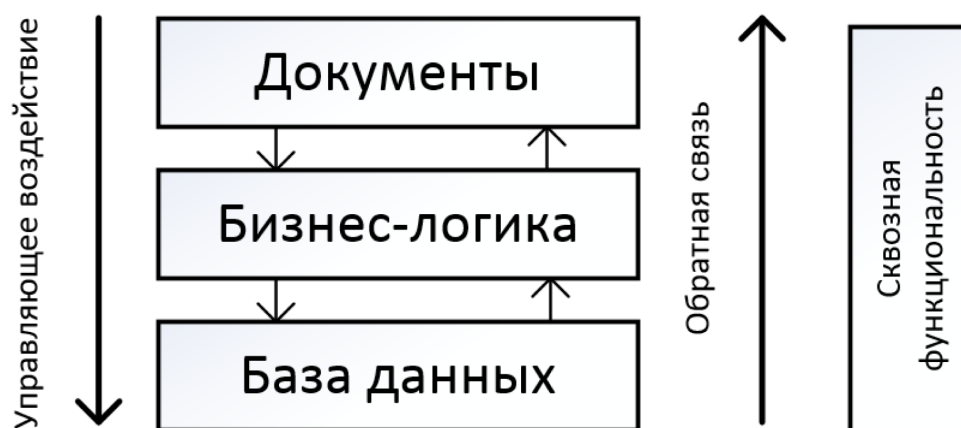 Управляющее воздействие
Документы
Бизнес-логика
База данных
Обратная связь
Сквозная
функциональность